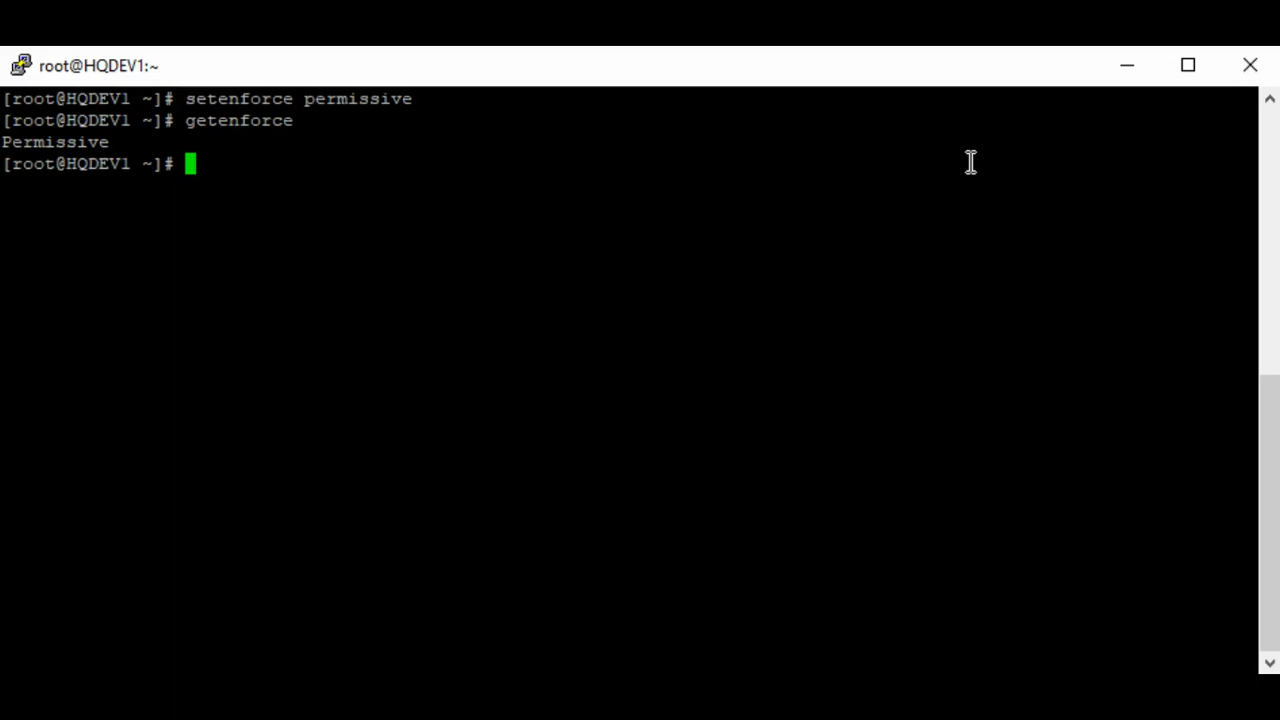 root@HQDEV1:~
[root@HQDEV1 ~]# setenforce permissive
[root@HQDEV1 ~]# getenforce
Permissive
[root@HQDEV1 ~]#